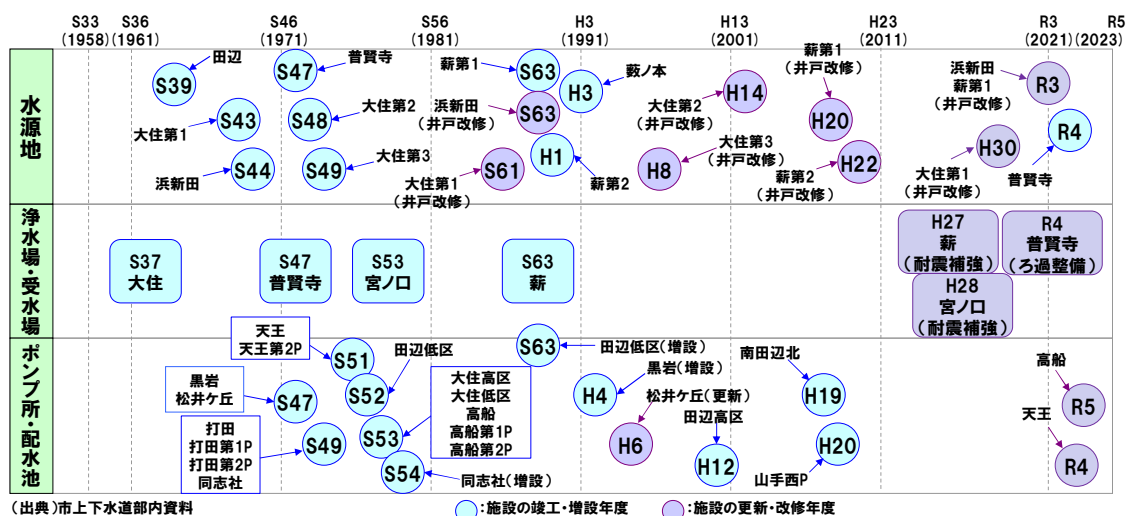 S33
(1958)
S36
(1961)
S46
(1971)
S56
(1981)
H3
(1991)
H13
(2001)
H23
(2011)
R3
(2021)
R5
(2023)
水源地
S39
田辺
S47
普賢寺
薪第1
S63
H3
薮ノ本
大住第2
(井戸改修)
H14
薪第1
(井戸改修)
H20
浜新田
薪第1
(井戸改修)
R3
大住第1
S43
S48
大住第2
浜新田
(井戸改修)
S63
R4
普賢寺
浜新田
S44
S49
大住第3
大住第1
(井戸改修)
S61
H1
薪第2
H8
大住第3
(井戸改修)
薪第2
(井戸改修)
H22
大住第1
(井戸改修)
H30
浄水場・受水場
S37
大住
S47
普賢寺
S53
宮ノ口
S63
薪
H27
薪
(耐震補強)
H28
宮ノ口
(耐震補強)
R4
普賢寺
(ろ過整備)
ポンプ所・配水池
天王
天王第2P
S51
田辺低区
S52
S63
田辺低区(増設)
黒岩
松井ケ丘
S47
大住高区
大住低区
高船
高船第1P
高船第2P
S53
黒岩(増設)
H4
松井ケ丘(更新)
H6
打田
打田第1P
打田第2P
同志社
S49
S54
同志社(増設)
田辺高区
H12
南田辺北
H19
山手西P
H20
高船
R5
天王
R4
(出典)市上下水道部内資料
:施設の竣工・増設年度
:施設の更新・改修年度